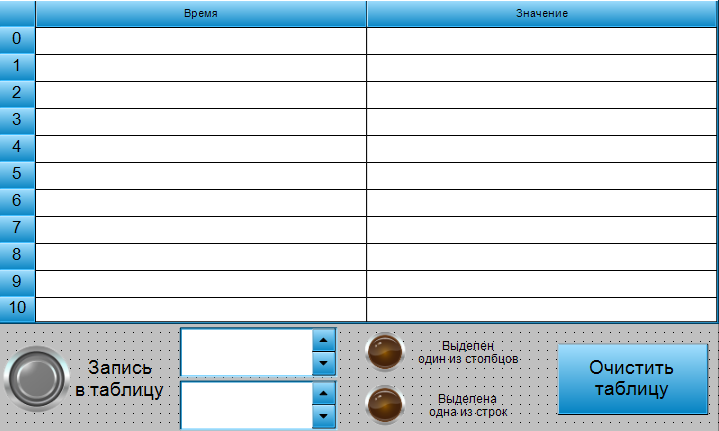 Время Значение
0
1
2
3
4
5
6
7
8
9
10
Запись
в таблицу
Выделен
один из столбцов
Выделена
одна из строк
Очистить
таблицу